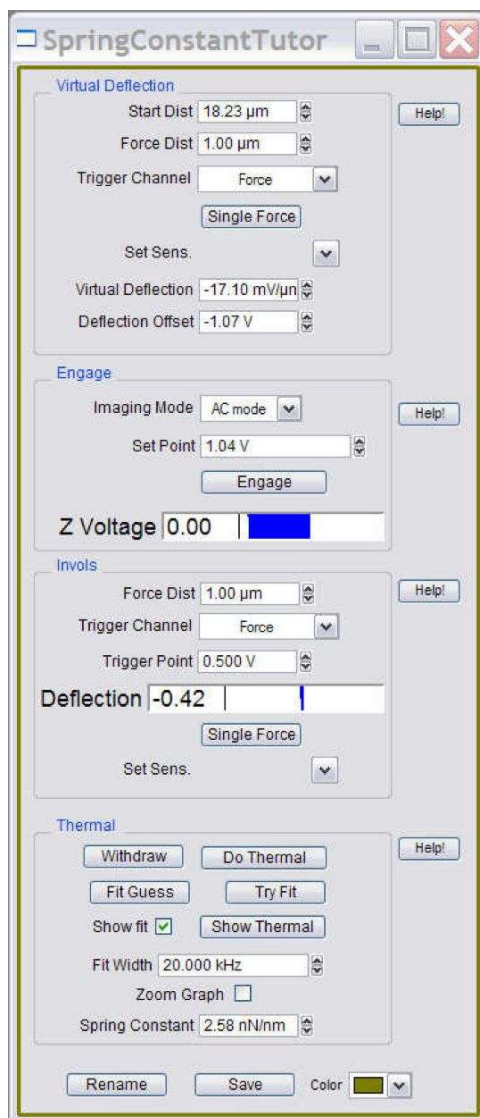 SpringConstantTutor
Virtual Deflection
Start Dist 18.23 µm Help!
Force Dist 1.00 µm
Trigger Channel Force
Single Force
Set Sens.
Virtual Deflection -17.10 mV/µn
Deflection Offset -1.07 V
Engage
Imaging Mode AC mode Help!
Set Point 1.04 V
Engage
Z Voltage 0.00
Invols
Force Dist 1.00 µm Help!
Trigger Channel Force
Trigger Point 0.500 V
Deflection -0.42
Single Force
Set Sens.
Thermal
Withdraw Do Thermal Help!
Fit Guess Try Fit
Show fit Show Thermal
Fit Width 20.000 kHz
Zoom Graph
Spring Constant 2.58 nN/nm
Rename Save Color